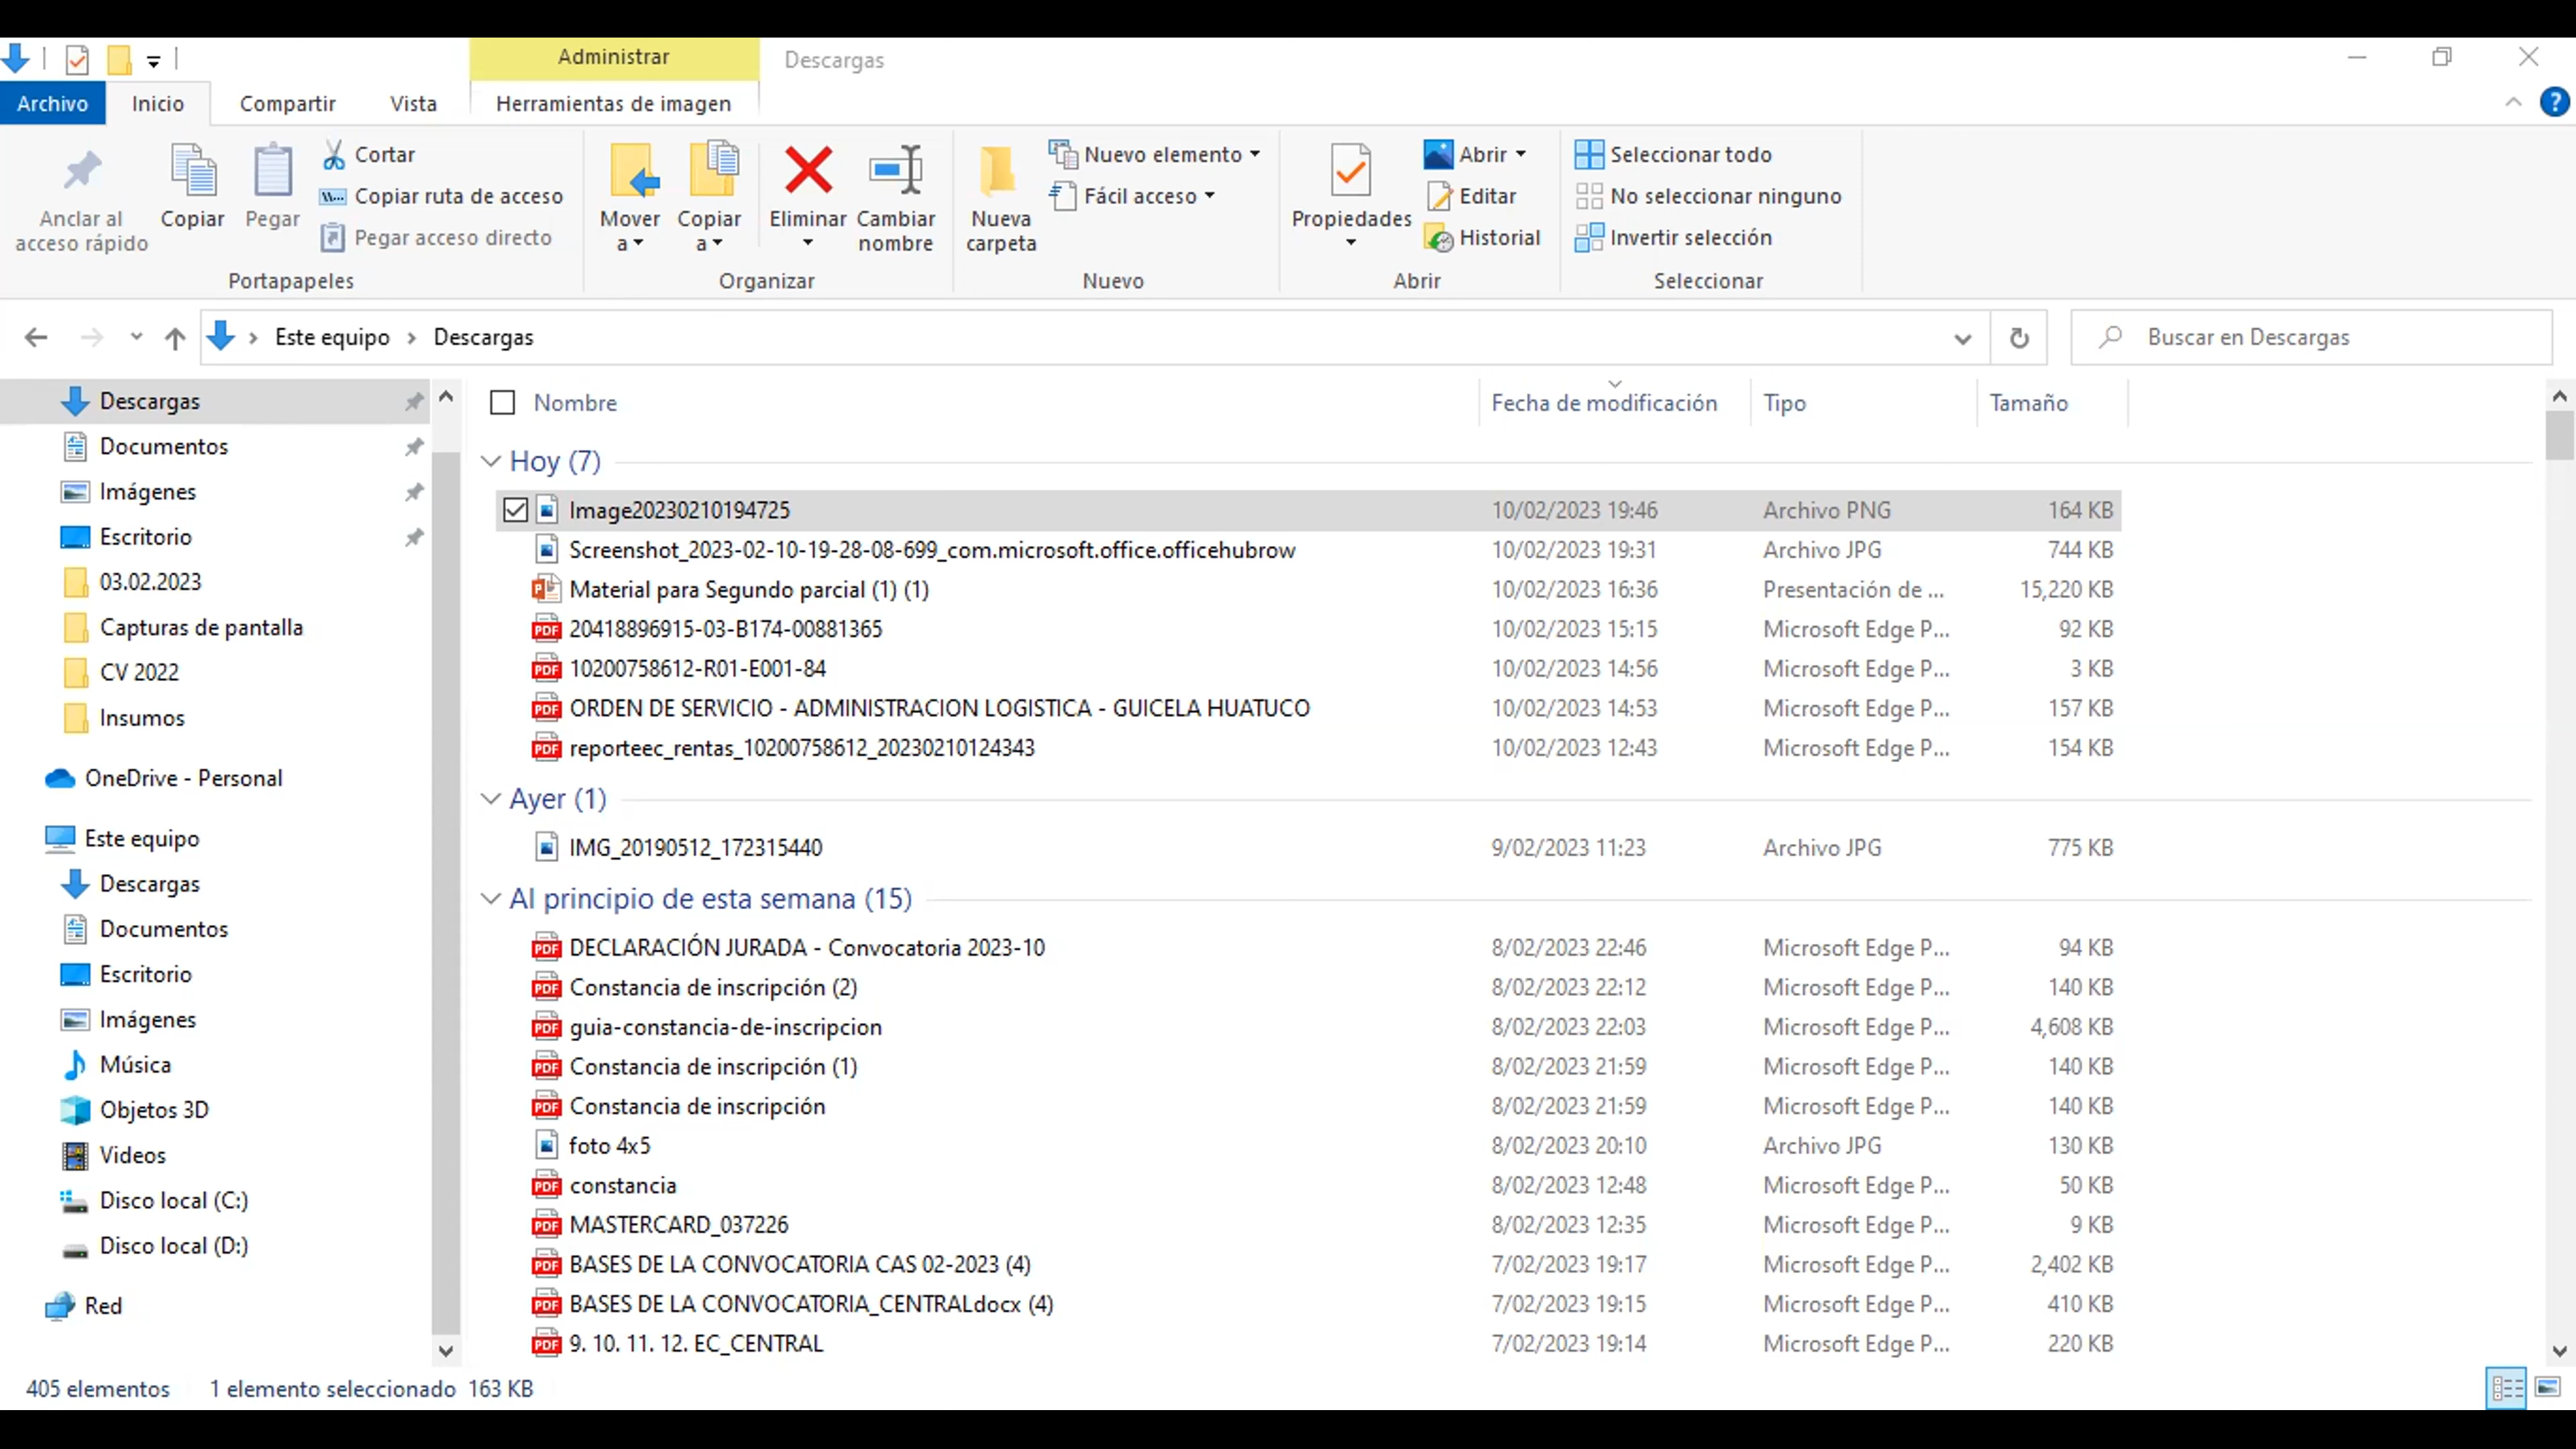 Administrar
Descargas
Archivo
Inicio
Compartir
Vista
Herramientas de imagen
Anclar al acceso rápido
Copiar
Pegar
Cortar
Copiar ruta de acceso
Pegar acceso directo
Portapapeles
Mover a
Copiar a
Eliminar
Cambiar nombre
Organizar
Nueva carpeta
Nuevo elemento
Fácil acceso
Nuevo
Propiedades
Abrir
Editar
Historial
Abrir
Seleccionar todo
No seleccionar ninguno
Invertir selección
Seleccionar
Este equipo > Descargas
Buscar en Descargas
Descargas
Documentos
Imágenes
Escritorio
03.02.2023
Capturas de pantalla
CV 2022
Insumos
OneDrive - Personal
Este equipo
Descargas
Documentos
Escritorio
Imágenes
Música
Objetos 3D
Videos
Disco local (C:)
Disco local (D:)
Red
Nombre Fecha de modificación Tipo Tamaño
Hoy (7)
Image20230210194725 10/02/2023 19:46 Archivo PNG 164 KB
Screenshot_2023-02-10-19-28-08-699_com.microsoft.office.officehubrow 10/02/2023 19:31 Archivo JPG 744 KB
Material para Segundo parcial (1) (1) 10/02/2023 16:36 Presentación de ... 15,220 KB
PDF 20418896915-03-B174-00881365 10/02/2023 15:15 Microsoft Edge P... 92 KB
PDF 10200758612-R01-E001-84 10/02/2023 14:56 Microsoft Edge P... 3 KB
PDF ORDEN DE SERVICIO - ADMINISTRACION LOGISTICA - GUICELA HUATUCO 10/02/2023 14:53 Microsoft Edge P... 157 KB
PDF reporteec_rentas_10200758612_20230210124343 10/02/2023 12:43 Microsoft Edge P... 154 KB
Ayer (1)
IMG_20190512_172315440 9/02/2023 11:23 Archivo JPG 775 KB
Al principio de esta semana (15)
PDF DECLARACIÓN JURADA - Convocatoria 2023-10 8/02/2023 22:46 Microsoft Edge P... 94 KB
PDF Constancia de inscripción (2) 8/02/2023 22:12 Microsoft Edge P... 140 KB
PDF guia-constancia-de-inscripcion 8/02/2023 22:03 Microsoft Edge P... 4,608 KB
PDF Constancia de inscripción (1) 8/02/2023 21:59 Microsoft Edge P... 140 KB
PDF Constancia de inscripción 8/02/2023 21:59 Microsoft Edge P... 140 KB
foto 4x5 8/02/2023 20:10 Archivo JPG 130 KB
PDF constancia 8/02/2023 12:48 Microsoft Edge P... 50 KB
PDF MASTERCARD_037226 8/02/2023 12:35 Microsoft Edge P... 9 KB
PDF BASES DE LA CONVOCATORIA CAS 02-2023 (4) 7/02/2023 19:17 Microsoft Edge P... 2,402 KB
PDF BASES DE LA CONVOCATORIA_CENTRALdocx (4) 7/02/2023 19:15 Microsoft Edge P... 410 KB
PDF 9. 10. 11. 12. EC_CENTRAL 7/02/2023 19:14 Microsoft Edge P... 220 KB
405 elementos 1 elemento seleccionado 163 KB